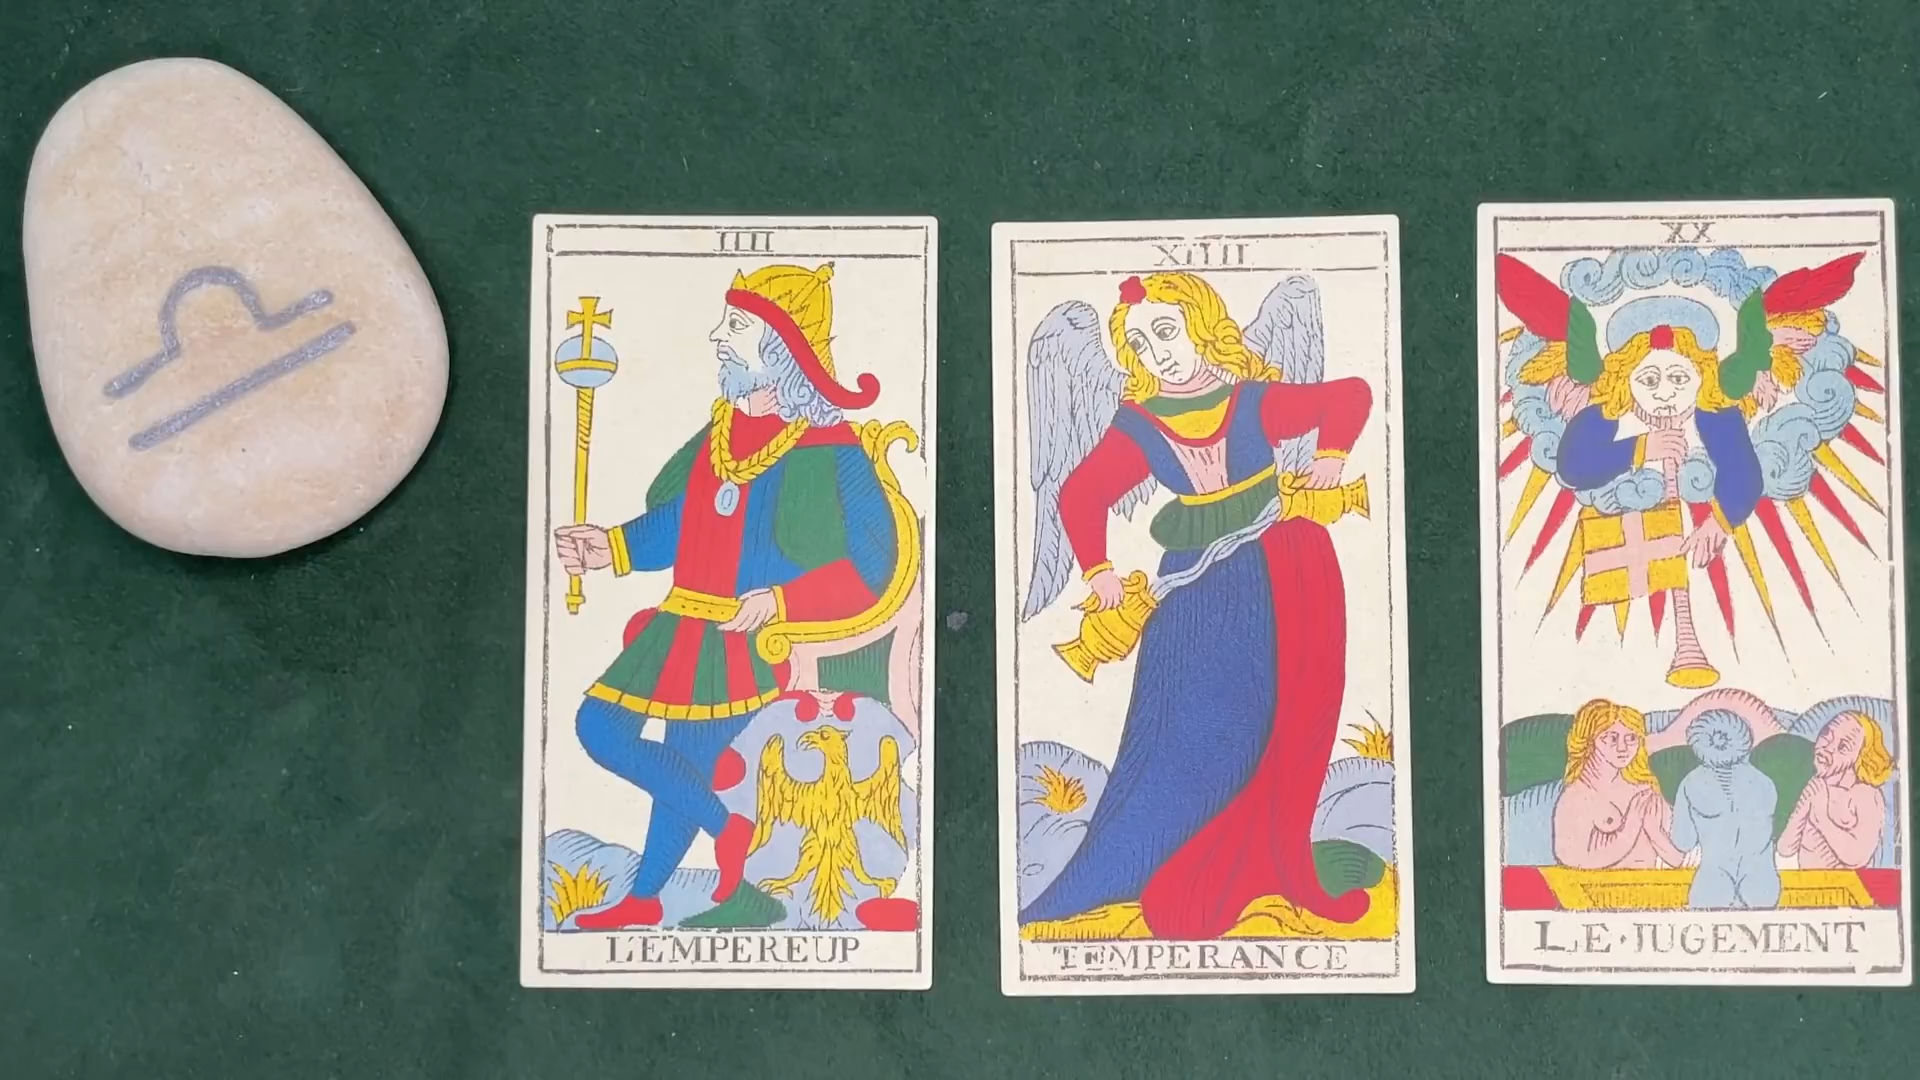 IIII
L'EMPEREUP
XIIII
TEMPERANCE
XX
LE·JUGEMENT